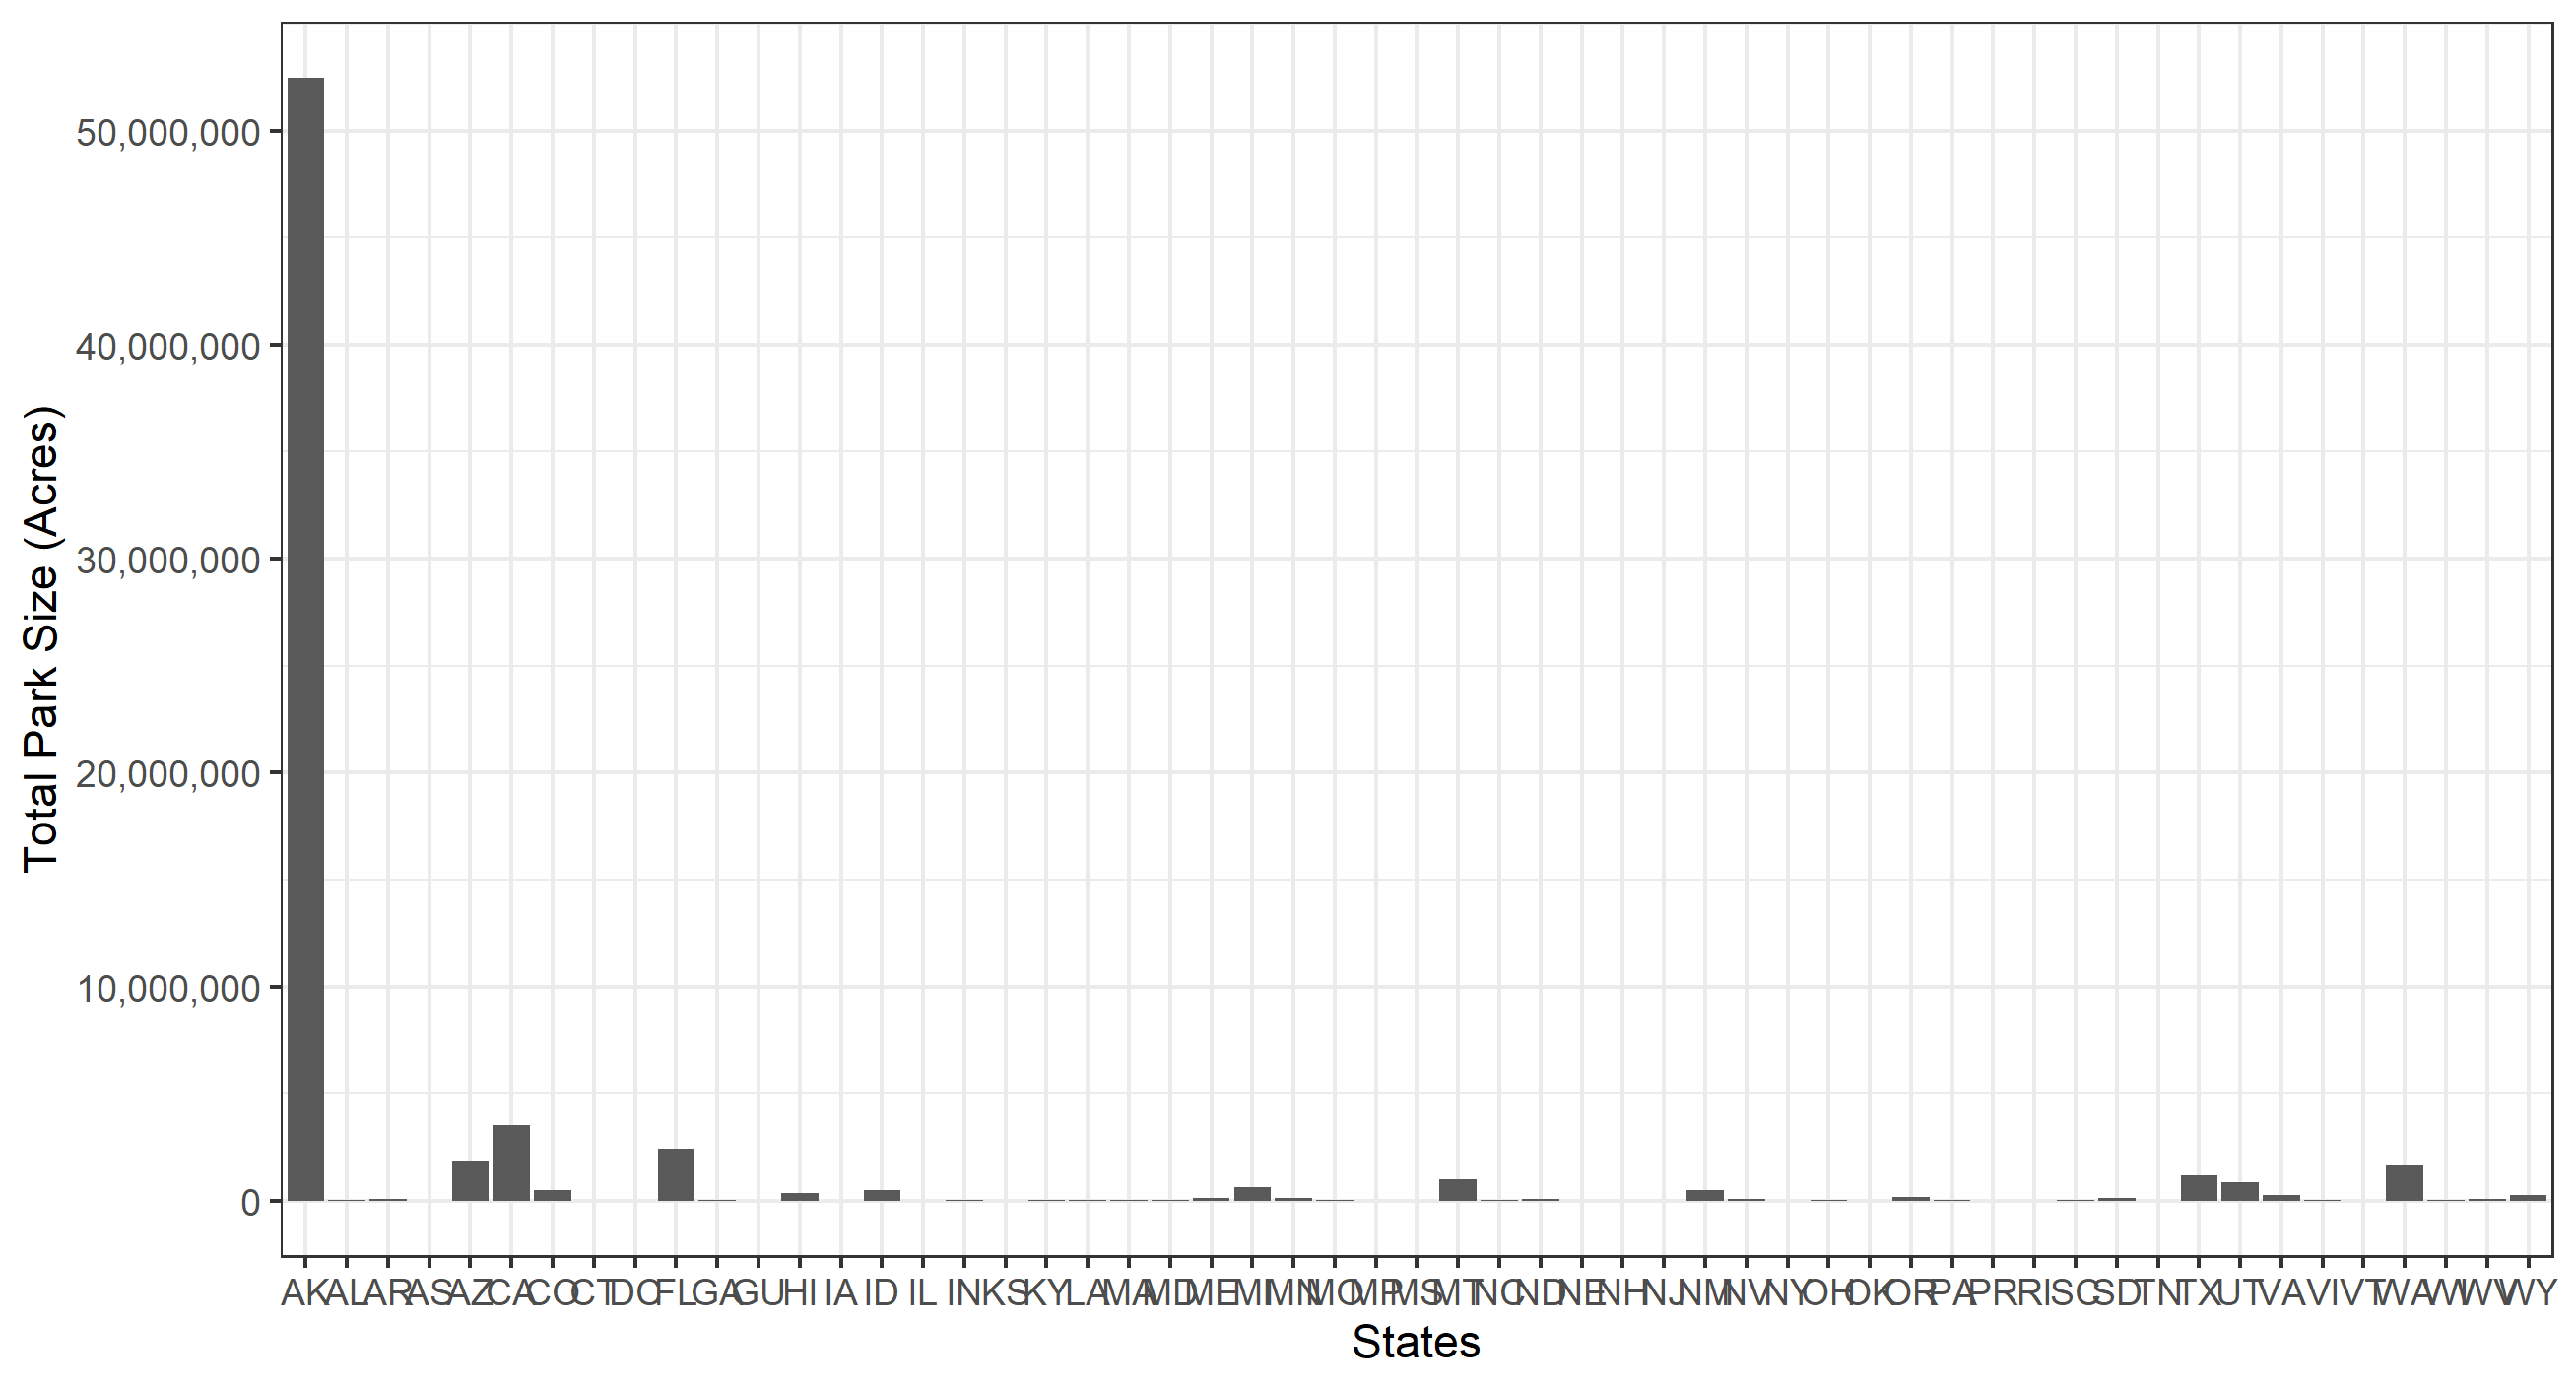 Total Park Size (Acres)
50,000,000
40,000,000
30,000,000
20,000,000
10,000,000
0
AK AL AR AS AZ CA CO CT DC FL GA GU HI IA ID IL IN KS KY LA MA MD ME MI MN MO MP MS MT NC ND NE NH NJ NM NV NY OH OK OR PA PR RI SC SD TN TX UT VA VI VT WA WI WV WY
States